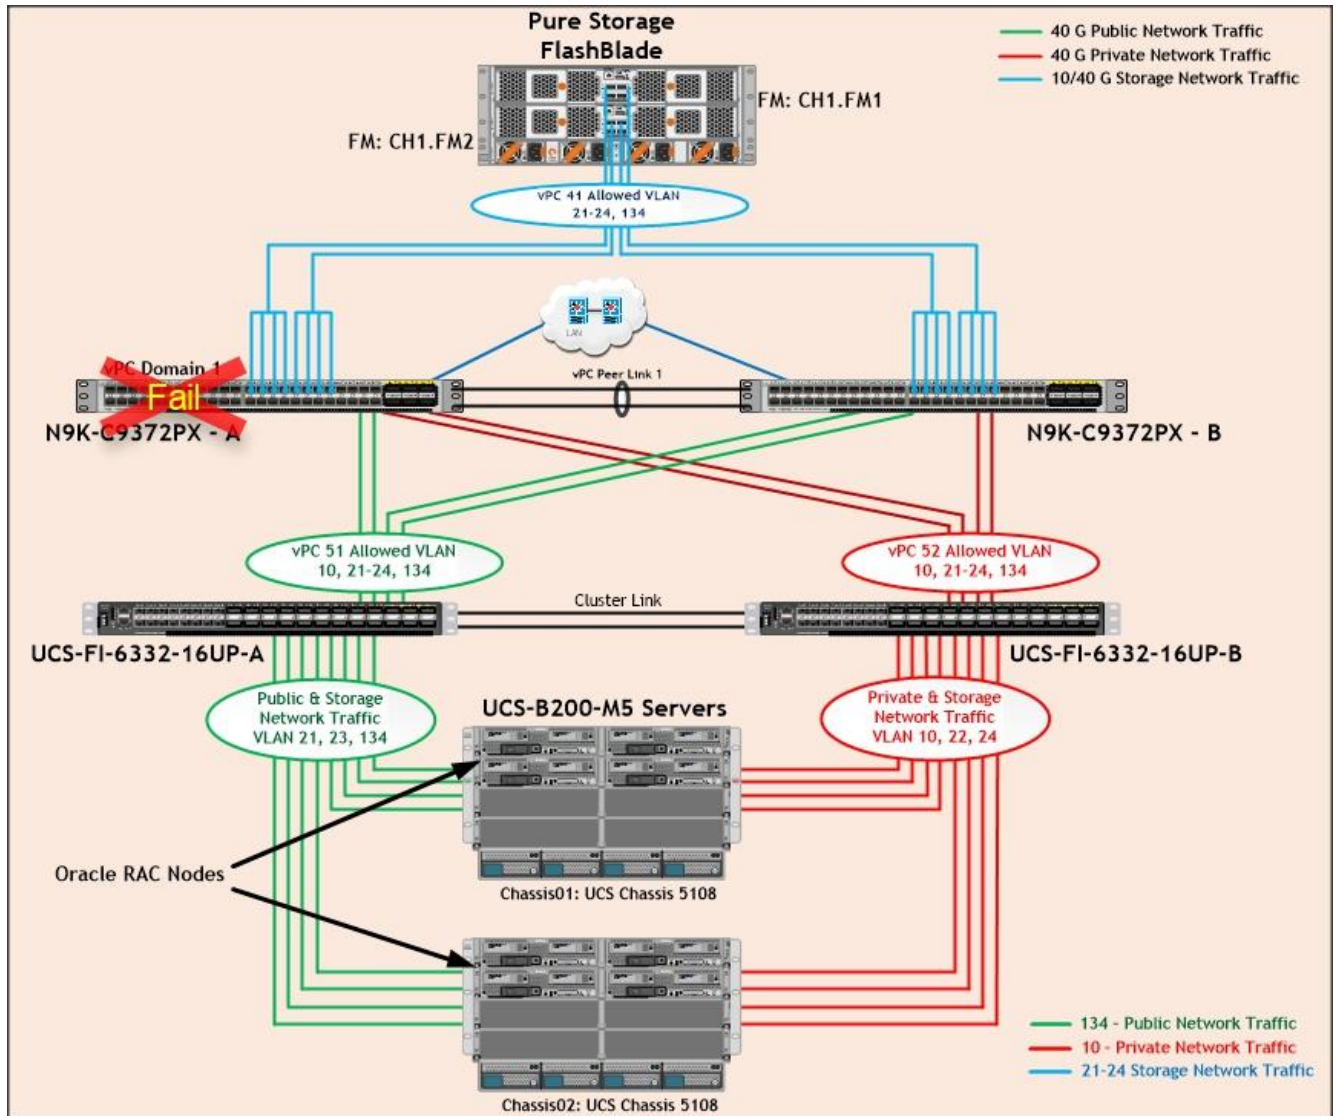 Pure Storage
FlashBlade
40 G Public Network Traffic
40 G Private Network Traffic
10/40 G Storage Network Traffic
FM: CH1.FM1
FM: CH1.FM2
vPC 41 Allowed VLAN
21-24, 134
LAN
vPC Domain 1
Fail
vPC Peer Link 1
N9K-C9372PX - A
N9K-C9372PX - B
vPC 51 Allowed VLAN
10, 21-24, 134
vPC 52 Allowed VLAN
10, 21-24, 134
Cluster Link
UCS-FI-6332-16UP-A
UCS-FI-6332-16UP-B
Public & Storage
Network Traffic
VLAN 21, 23, 134
UCS-B200-M5 Servers
Private & Storage
Network Traffic
VLAN 10, 22, 24
Oracle RAC Nodes
Chassis01: UCS Chassis 5108
Chassis02: UCS Chassis 5108
134 - Public Network Traffic
10 - Private Network Traffic
21-24 Storage Network Traffic